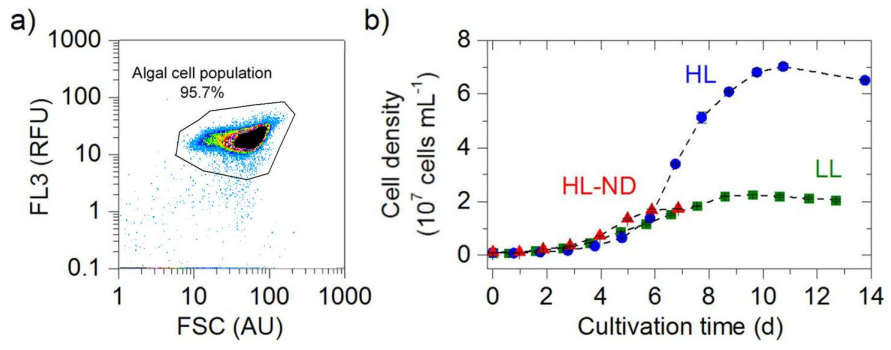 a)
1000
100
10
1
0.1
FL3 (RFU)
Algal cell population
95.7%
1 10 100 1000
FSC (AU)
b)
8
6
4
2
0
Cell density
(10⁷ cells mL⁻¹)
HL
LL
HL-ND
0 2 4 6 8 10 12 14
Cultivation time (d)